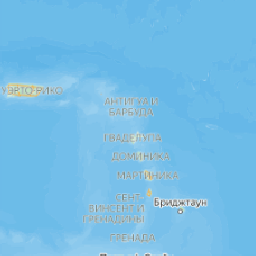 УЭРТО-РИКО
АНТИГУА И
БАРБУДА
ГВАДЕЛУПА
ДОМИНИКА
МАРТИНИКА
СЕНТ-
ВИНСЕНТ И
ГРЕНАДИНЫ
Бриджтаун
ГРЕНАДА